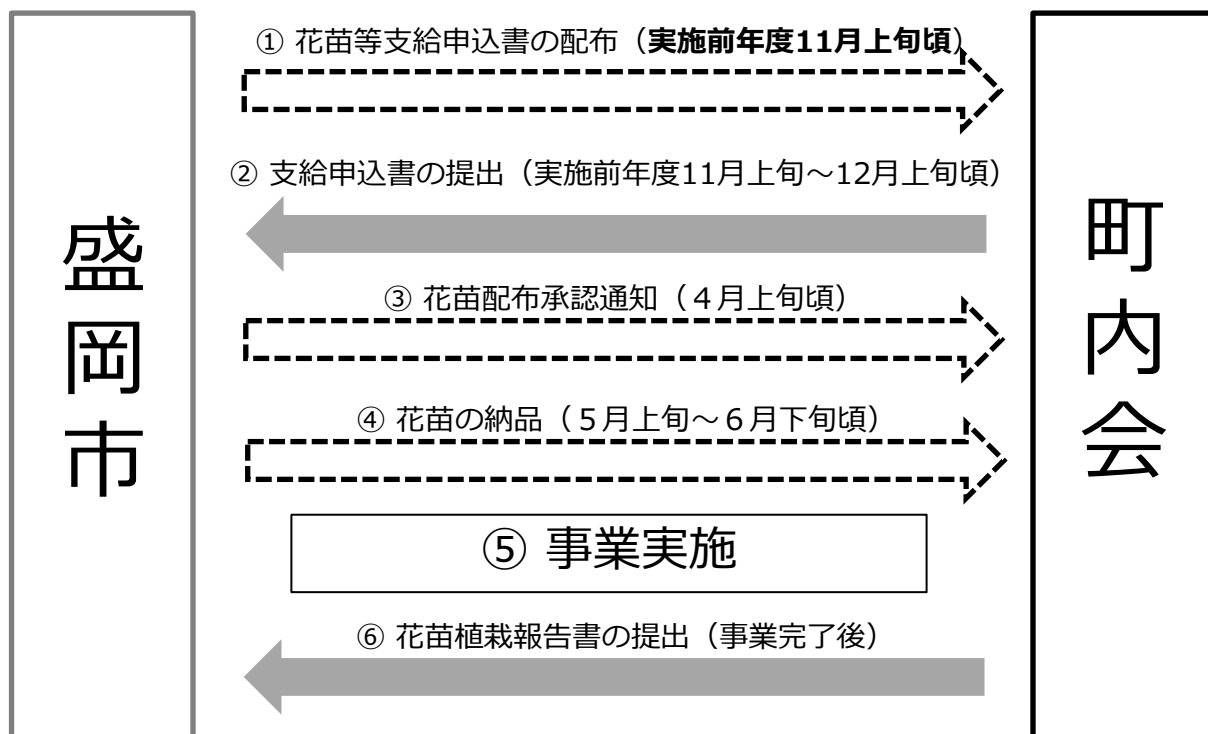 盛岡市
① 花苗等支給申込書の配布（実施前年度11月上旬頃）
② 支給申込書の提出（実施前年度11月上旬～12月上旬頃）
③ 花苗配布承認通知（４月上旬頃）
④ 花苗の納品（５月上旬～６月下旬頃）
⑤ 事業実施
⑥ 花苗植栽報告書の提出（事業完了後）
町内会